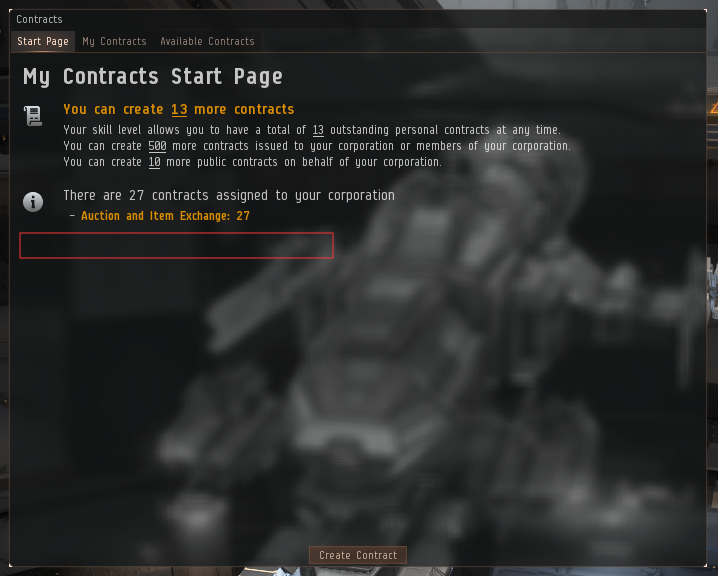 Contracts
Start Page My Contracts Available Contracts
My Contracts Start Page
You can create 13 more contracts
Your skill level allows you to have a total of 13 outstanding personal contracts at any time.
You can create 500 more contracts issued to your corporation or members of your corporation.
You can create 10 more public contracts on behalf of your corporation.
There are 27 contracts assigned to your corporation
- Auction and Item Exchange: 27
Create Contract